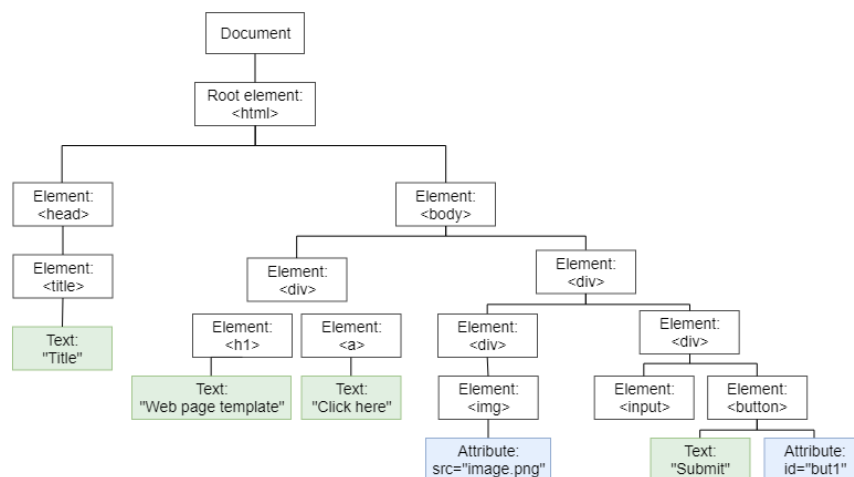 Document
Root element:
<html>
Element:
<head>
Element:
<body>
Element:
<title>
Element:
<div>
Element:
<div>
Text:
"Title"
Element:
<h1>
Element:
<a>
Element:
<div>
Element:
<div>
Text:
"Web page template"
Text:
"Click here"
Element:
<img>
Element:
<input>
Element:
<button>
Attribute:
src="image.png"
Text:
"Submit"
Attribute:
id="but1"